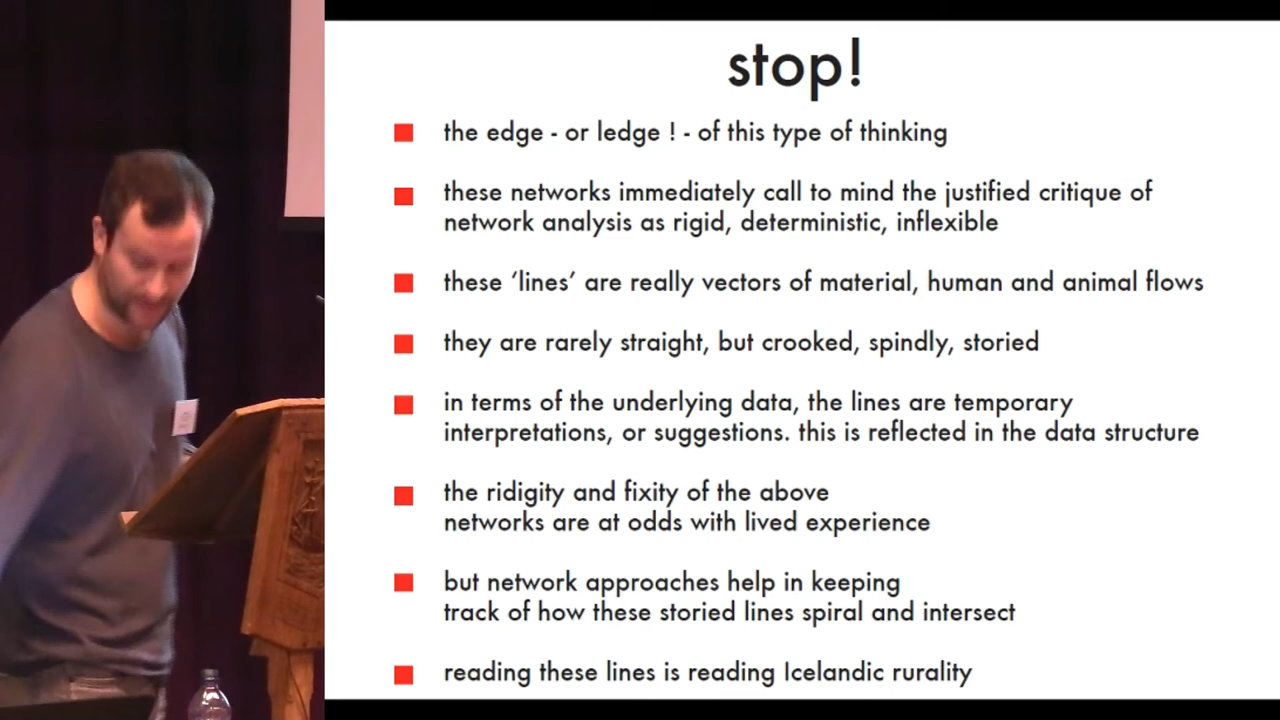 stop!
the edge - or ledge ! - of this type of thinking
these networks immediately call to mind the justified critique of
network analysis as rigid, deterministic, inflexible
these ‘lines’ are really vectors of material, human and animal flows
they are rarely straight, but crooked, spindly, storied
in terms of the underlying data, the lines are temporary
interpretations, or suggestions. this is reflected in the data structure
the ridigity and fixity of the above
networks are at odds with lived experience
but network approaches help in keeping
track of how these storied lines spiral and intersect
reading these lines is reading Icelandic rurality